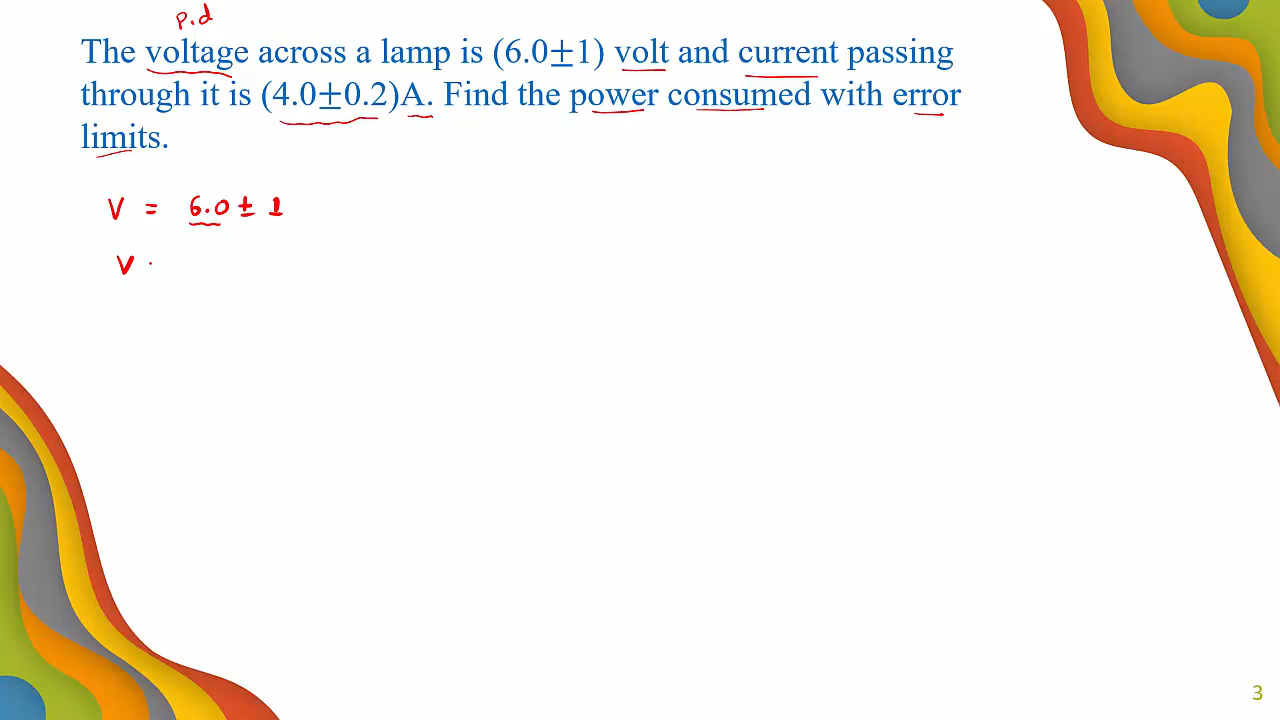 p.d
The voltage across a lamp is (6.0±1) volt and current passing
through it is (4.0±0.2)A. Find the power consumed with error
limits.
V = 6.0 ± 1
V
3